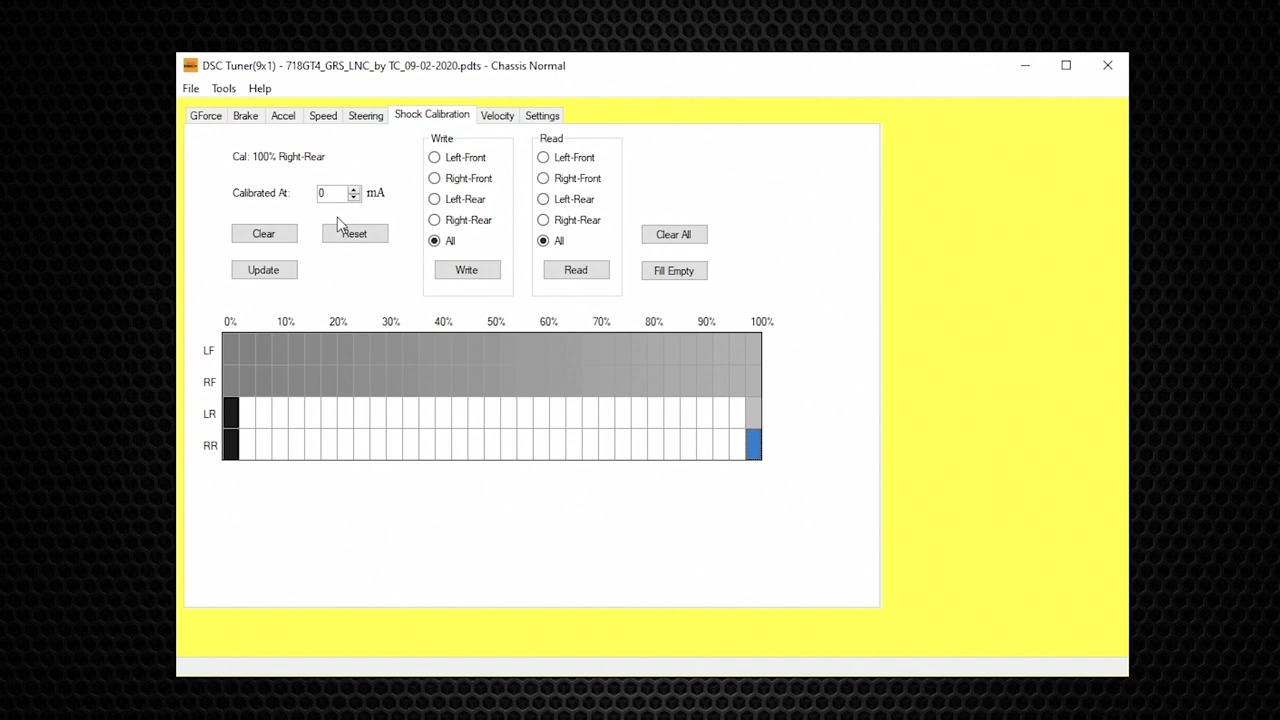 DSC Tuner(9x1) - 718GT4_GRS_LNC_by TC_09-02-2020.pdts - Chassis Normal
File Tools Help
GForce Brake Accel Speed Steering Shock Calibration Velocity Settings
Cal: 100% Right-Rear
Calibrated At: 0 mA
Clear Reset
Update
Write
Left-Front
Right-Front
Left-Rear
Right-Rear
All
Write
Read
Left-Front
Right-Front
Left-Rear
Right-Rear
All
Read
Clear All
Fill Empty
0% 10% 20% 30% 40% 50% 60% 70% 80% 90% 100%
LF
RF
LR
RR